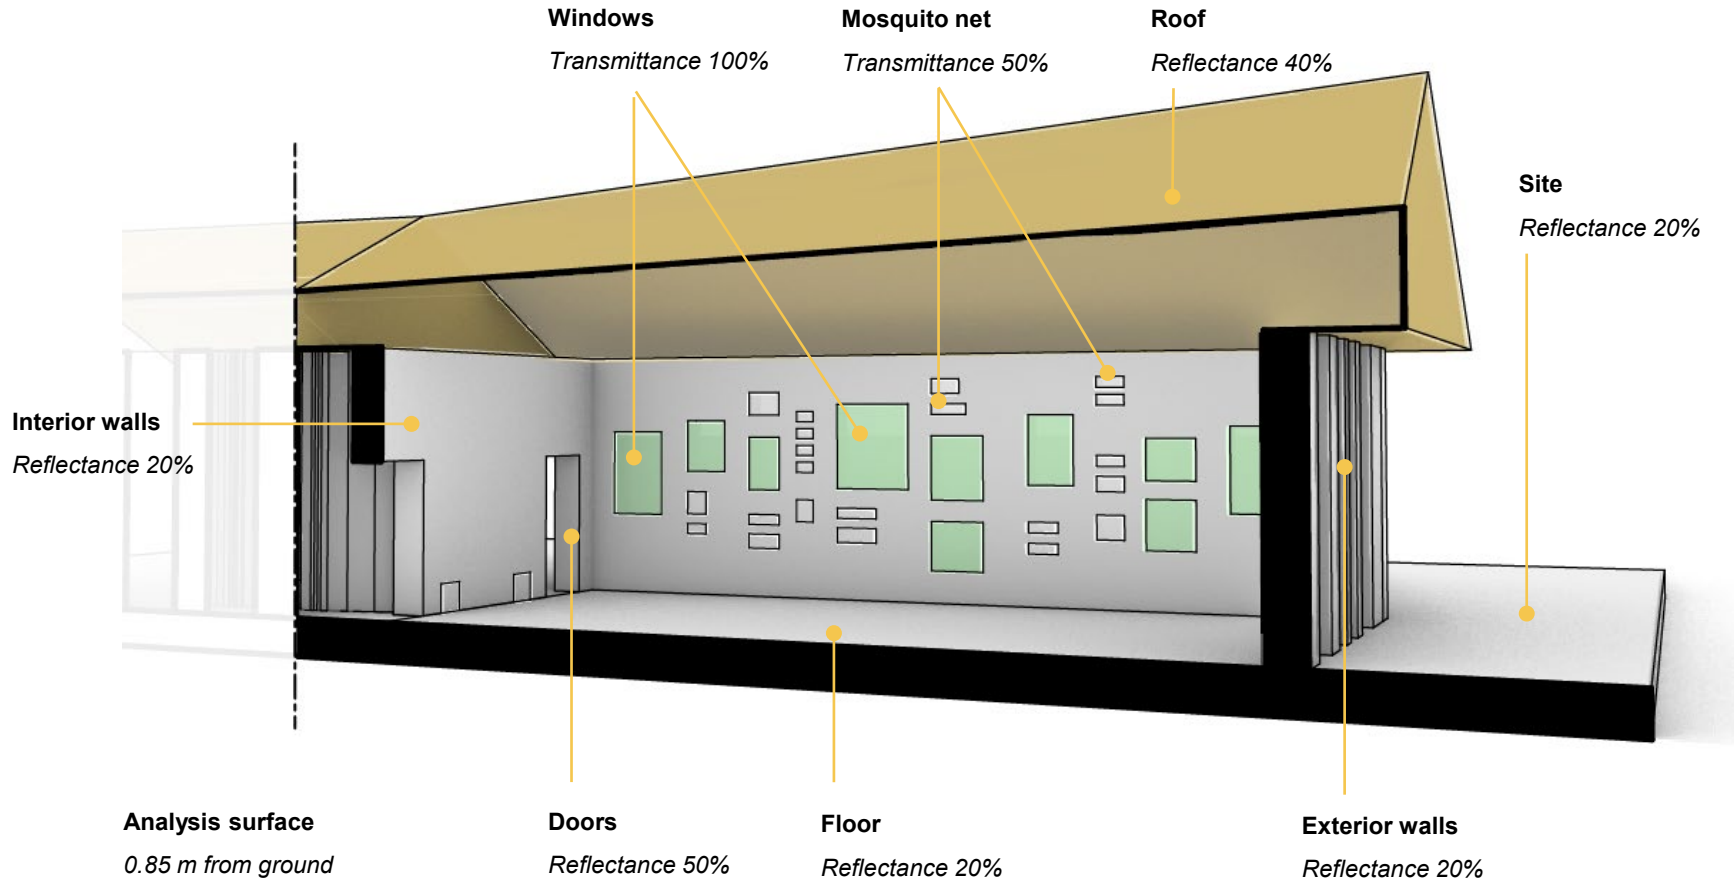 Windows
Transmittance 100%
Mosquito net
Transmittance 50%
Roof
Reflectance 40%
Site
Reflectance 20%
Interior walls
Reflectance 20%
Analysis surface
0.85 m from ground
Doors
Reflectance 50%
Floor
Reflectance 20%
Exterior walls
Reflectance 20%